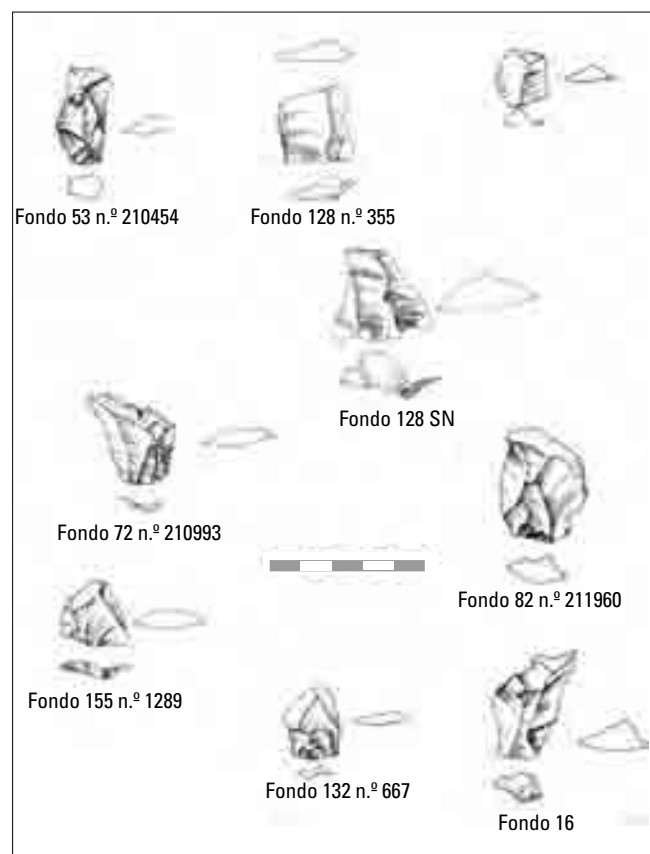 Fondo 53 n.º 210454
Fondo 128 n.º 355
Fondo 128 SN
Fondo 72 n.º 210993
Fondo 82 n.º 211960
Fondo 155 n.º 1289
Fondo 132 n.º 667
Fondo 16